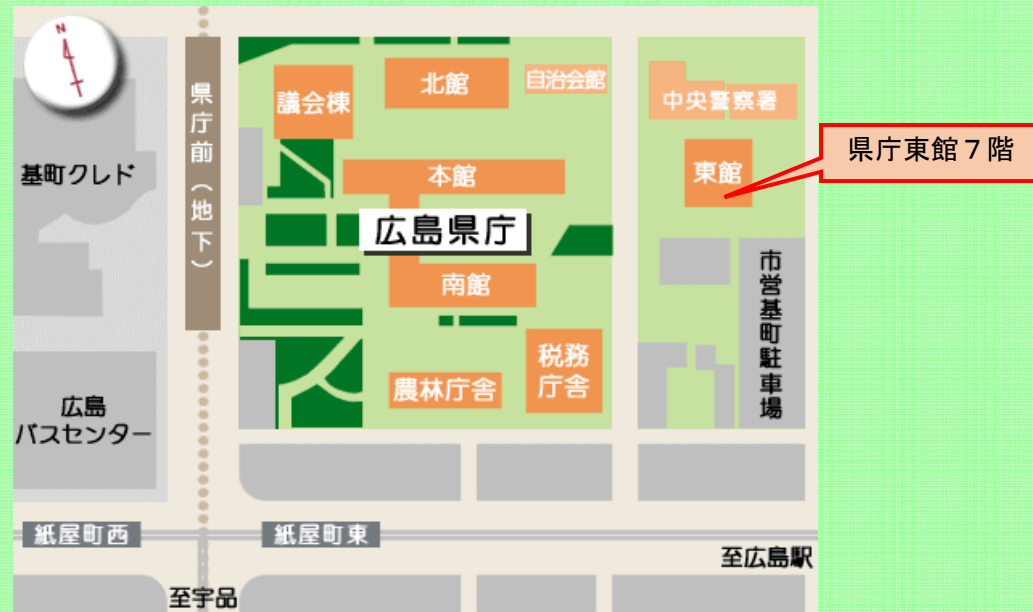 N
県庁前（地下）
議会棟
北館
自治会館
中央警察署
県庁東館７階
基町クレド
本館
東館
広島県庁
南館
市営基町駐車場
税務
庁舎
農林庁舎
広島
バスセンター
紙屋町西
紙屋町東
至広島駅
至宇品